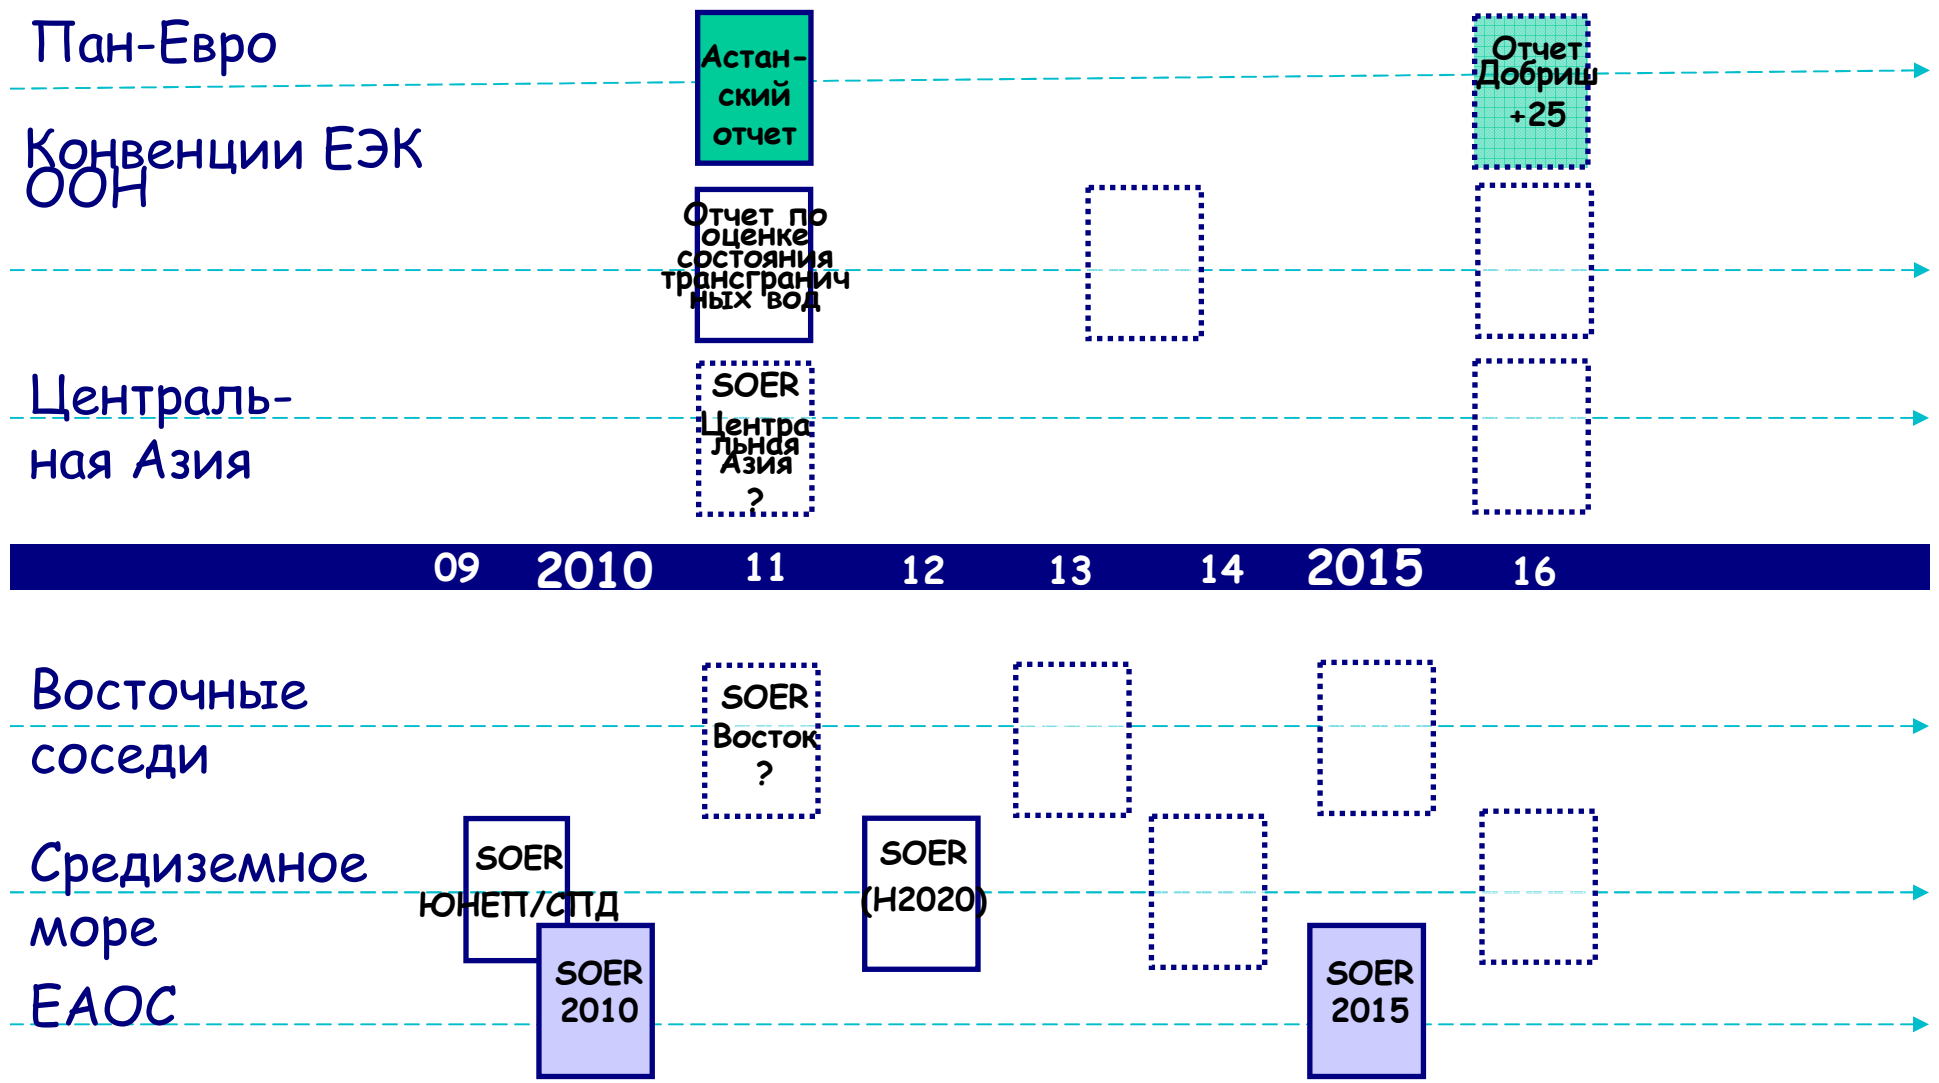 Пан-Евро
Астан-
ский
отчет
Отчет
Добриш
+25
Конвенции ЕЭК
ООН
Отчет по
оценке
состояния
трансгранич
ных вод
Централь-
ная Азия
SOER
Центра
льная
Азия
?
09 2010 11 12 13 14 2015 16
Восточные
соседи
SOER
Восток
?
Средиземное
море
SOER
ЮНЕП/СПД
SOER
(H2020)
ЕАОС
SOER
2010
SOER
2015